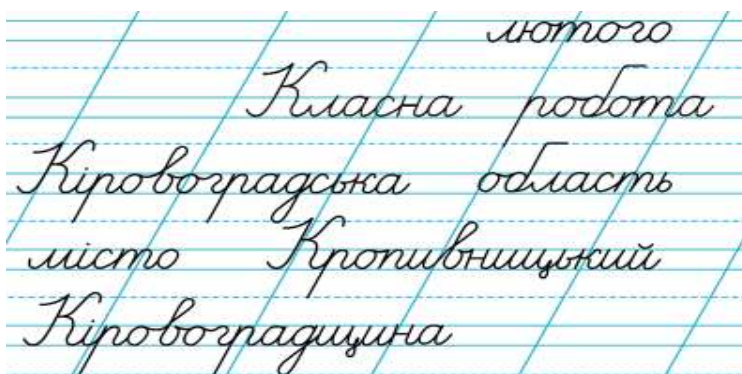 лютого
Класна робота
Кіровоградська область
місто Кропивницький
Кіровоградщина